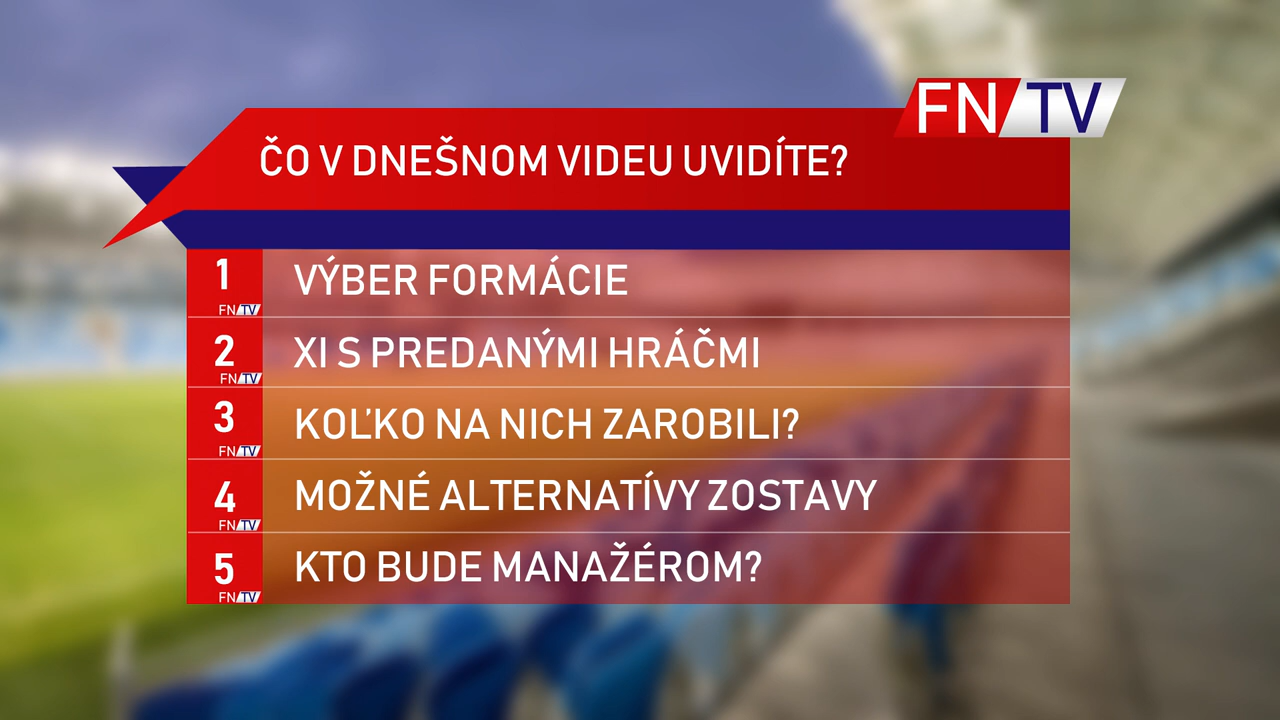 FN/TV
ČO V DNEŠNOM VIDEU UVIDÍTE?
1 VÝBER FORMÁCIE
FN/TV
2 XI S PREDANÝMI HRÁČMI
FN/TV
3 KOĽKO NA NICH ZAROBILI?
FN/TV
4 MOŽNÉ ALTERNATÍVY ZOSTAVY
FN/TV
5 KTO BUDE MANAŽÉROM?
FN/TV